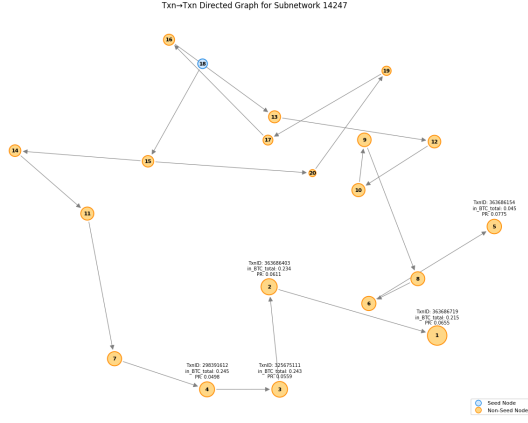 Txn→Txn Directed Graph for Subnetwork 14247
16
18
19
13
17
9
12
14
15
20
10
11
TxnID: 363686154
in_BTC_total: 0.045
PR: 0.0775
5
TxnID: 363686403
in_BTC_total: 0.234
PR: 0.0611
2
8
6
TxnID: 363686719
in_BTC_total: 0.215
PR: 0.0655
1
7
TxnID: 298391612
in_BTC_total: 0.245
PR: 0.0498
4
TxnID: 325675111
in_BTC_total: 0.243
PR: 0.0559
3
Seed Node
Non-Seed Node